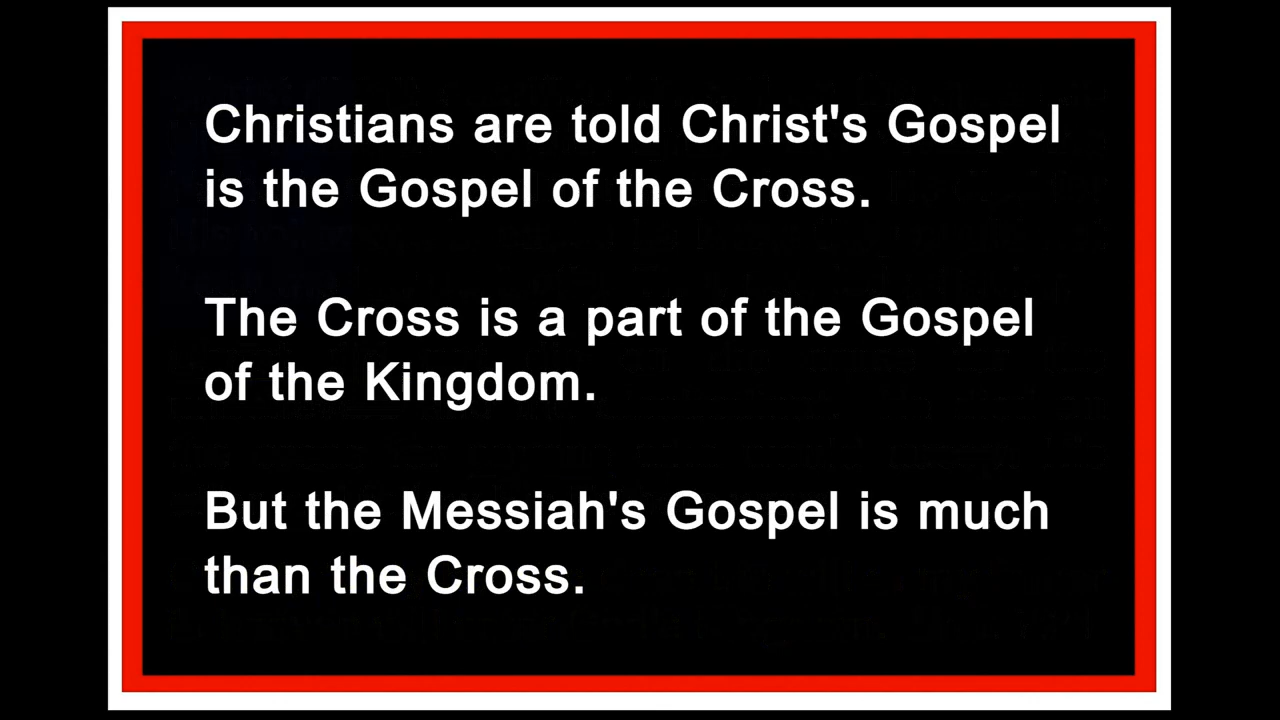 Christians are told Christ's Gospel
is the Gospel of the Cross.
The Cross is a part of the Gospel
of the Kingdom.
But the Messiah's Gospel is much
than the Cross.